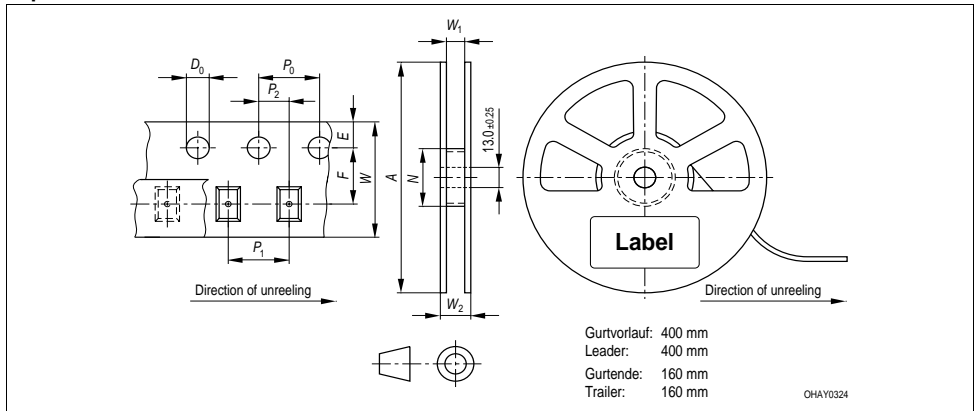 W1
D0
P0
P2
E
F
W
A
N
13.0 ±0.25
P1
W2
Label
Direction of unreeling
Direction of unreeling
Gurtvorlauf: 400 mm
Leader: 400 mm
Gurtende: 160 mm
Trailer: 160 mm
OHAY0324